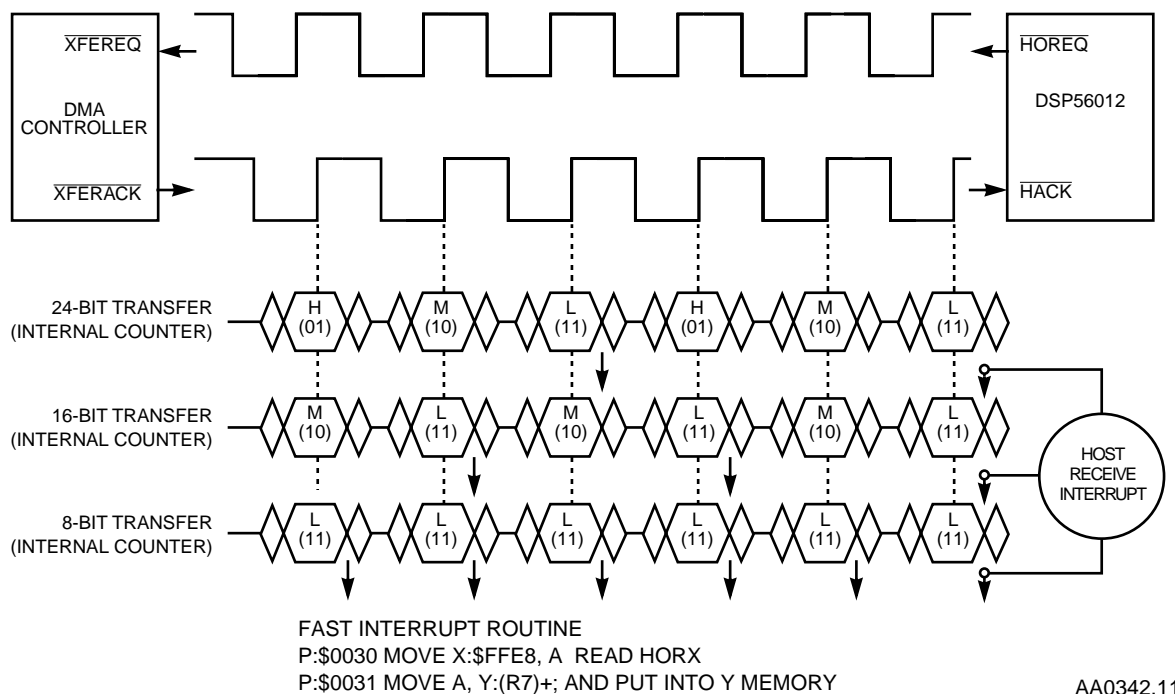 XFEREQ
HOREQ
DMA
CONTROLLER
DSP56012
XFERACK
HACK
24-BIT TRANSFER
(INTERNAL COUNTER)
H
(01)
M
(10)
L
(11)
H
(01)
M
(10)
L
(11)
16-BIT TRANSFER
(INTERNAL COUNTER)
M
(10)
L
(11)
M
(10)
L
(11)
M
(10)
L
(11)
HOST
RECEIVE
INTERRUPT
8-BIT TRANSFER
(INTERNAL COUNTER)
L
(11)
L
(11)
L
(11)
L
(11)
L
(11)
L
(11)
FAST INTERRUPT ROUTINE
P:$0030 MOVE X:$FFE8, A  READ HORX
P:$0031 MOVE A, Y:(R7)+; AND PUT INTO Y MEMORY
AA0342.11